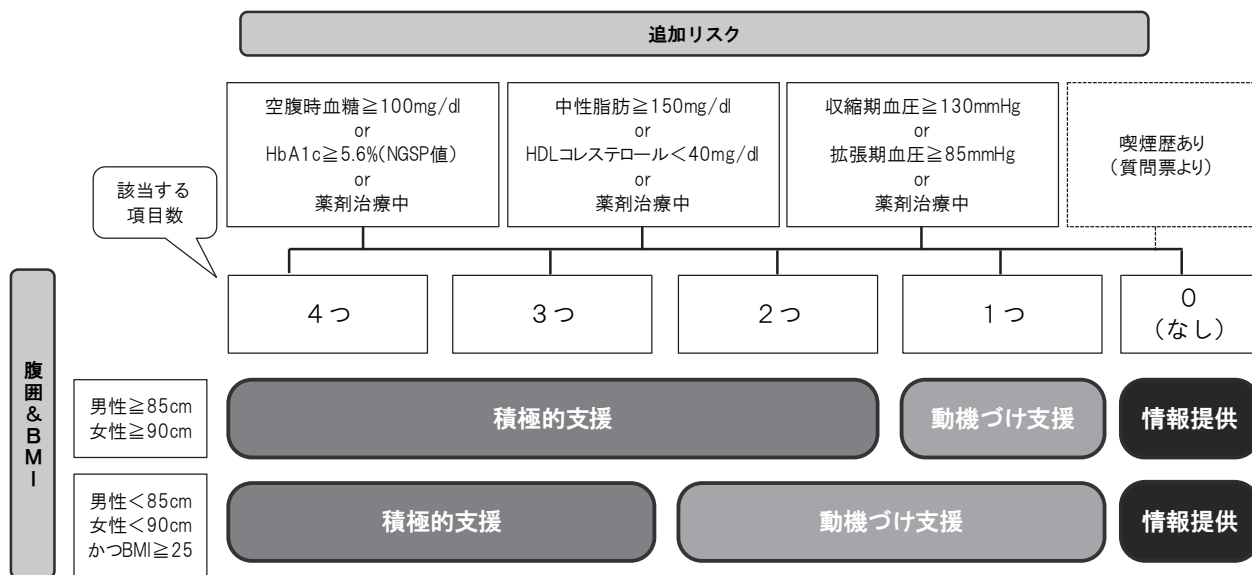 追加リスク
空腹時血糖≧100mg/dl
or
HbA1c≧5.6%(NGSP値)
or
薬剤治療中
中性脂肪≧150mg/dl
or
HDLコレステロール<40mg/dl
or
薬剤治療中
収縮期血圧≧130mmHg
or
拡張期血圧≧85mmHg
or
薬剤治療中
喫煙歴あり
(質問票より)
該当する
項目数
4つ
3つ
2つ
1つ
0
(なし)
腹囲&BMI
男性≧85cm
女性≧90cm
積極的支援
動機づけ支援
情報提供
男性<85cm
女性<90cm
かつBMI≧25
積極的支援
動機づけ支援
情報提供